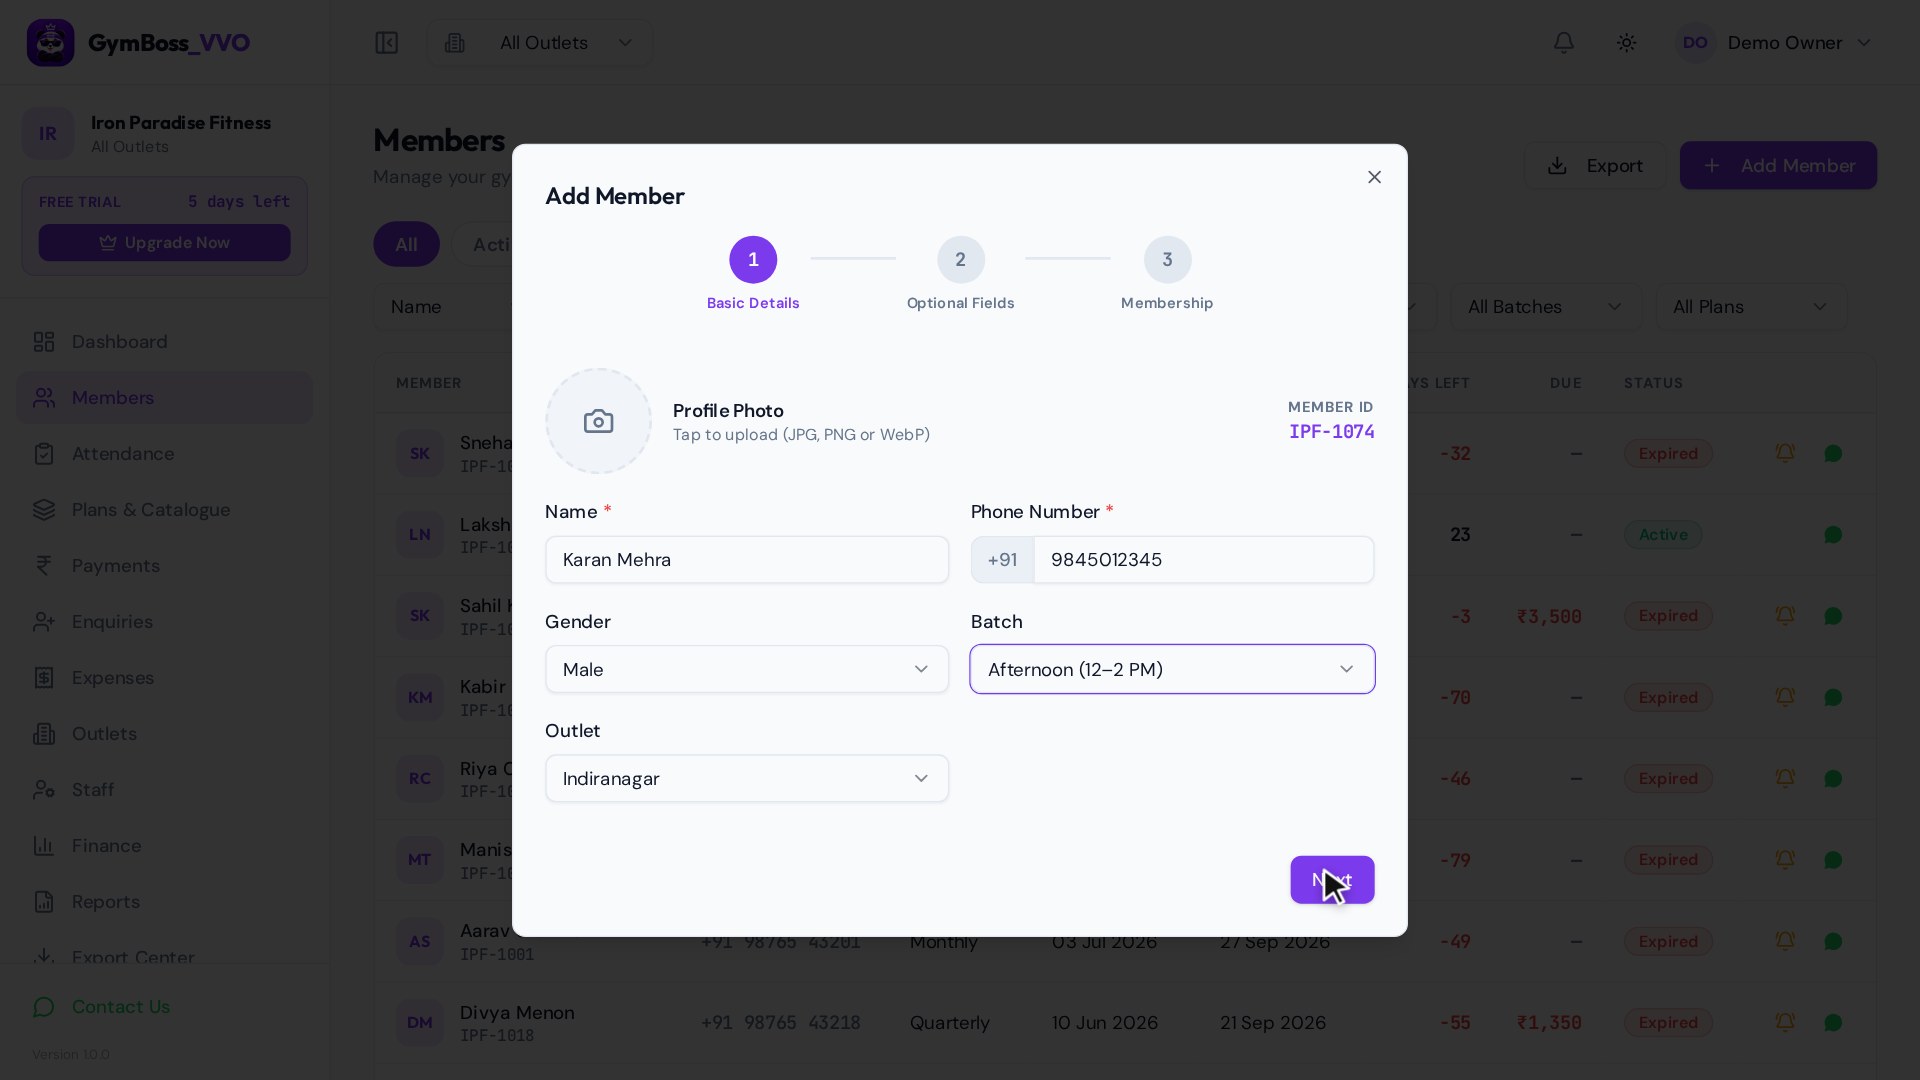 GymBoss_VVO
All Outlets
DO Demo Owner
IR Iron Paradise Fitness
All Outlets
FREE TRIAL 5 days left
Upgrade Now
Dashboard
Members
Attendance
Plans & Catalogue
Payments
Enquiries
Expenses
Outlets
Staff
Finance
Reports
Export Center
Contact Us
Version 1.0.0
Members
Manage your
Export
Add Member
All
Name
All Batches
All Plans
MEMBER
LEFT DUE STATUS
SK
-32 — Expired
LN
23 Active
SK Sahil
-3 ₹3,500 Expired
KM Kabir
-70 — Expired
RC Riya
-46 — Expired
MT
-79 — Expired
AS Aarav +91 98765 43201 Monthly 03 Jul 2026 27 Sep 2026 -49 — Expired
IPF-1001
DM Divya Menon +91 98765 43218 Quarterly 10 Jun 2026 21 Sep 2026 -55 ₹1,350 Expired
IPF-1018
Add Member
1 2 3
Basic Details Optional Fields Membership
Profile Photo
Tap to upload (JPG, PNG or WebP)
MEMBER ID
IPF-1074
Name * Phone Number *
Karan Mehra +91 9845012345
Gender Batch
Male Afternoon (12–2 PM)
Outlet
Indiranagar